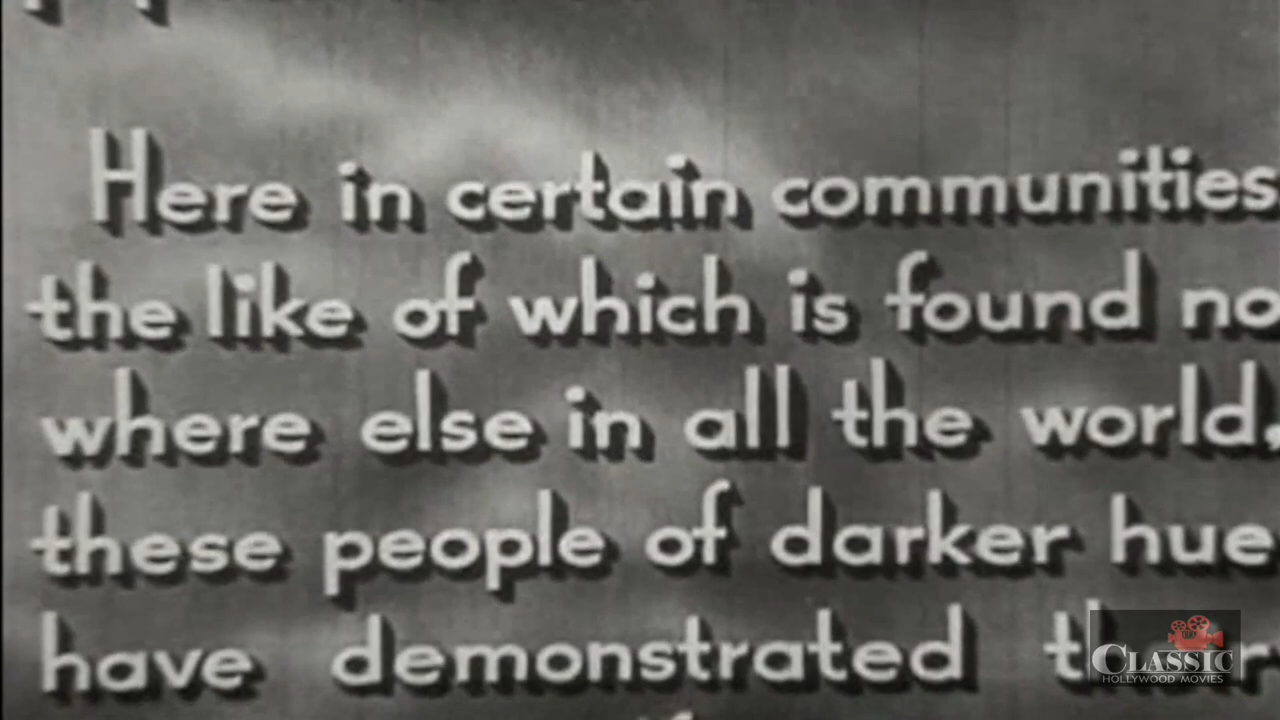 Here in certain communities
the like of which is found no
where else in all the world,
these people of darker hue
have demonstrated
CLASSIC
HOLLYWOOD MOVIES